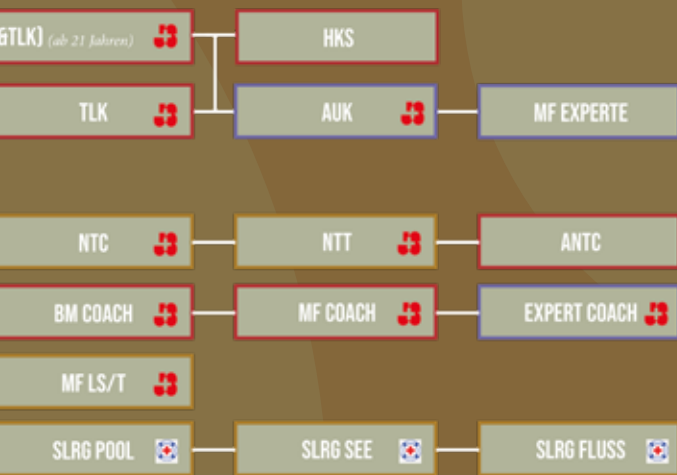 &TLK) (ab 21 Jahren) HKS
TLK AUK MF EXPERTE
NTC NTT ANTC
BM COACH MF COACH EXPERT COACH
MF LS/T
SLRG POOL SLRG SEE SLRG FLUSS